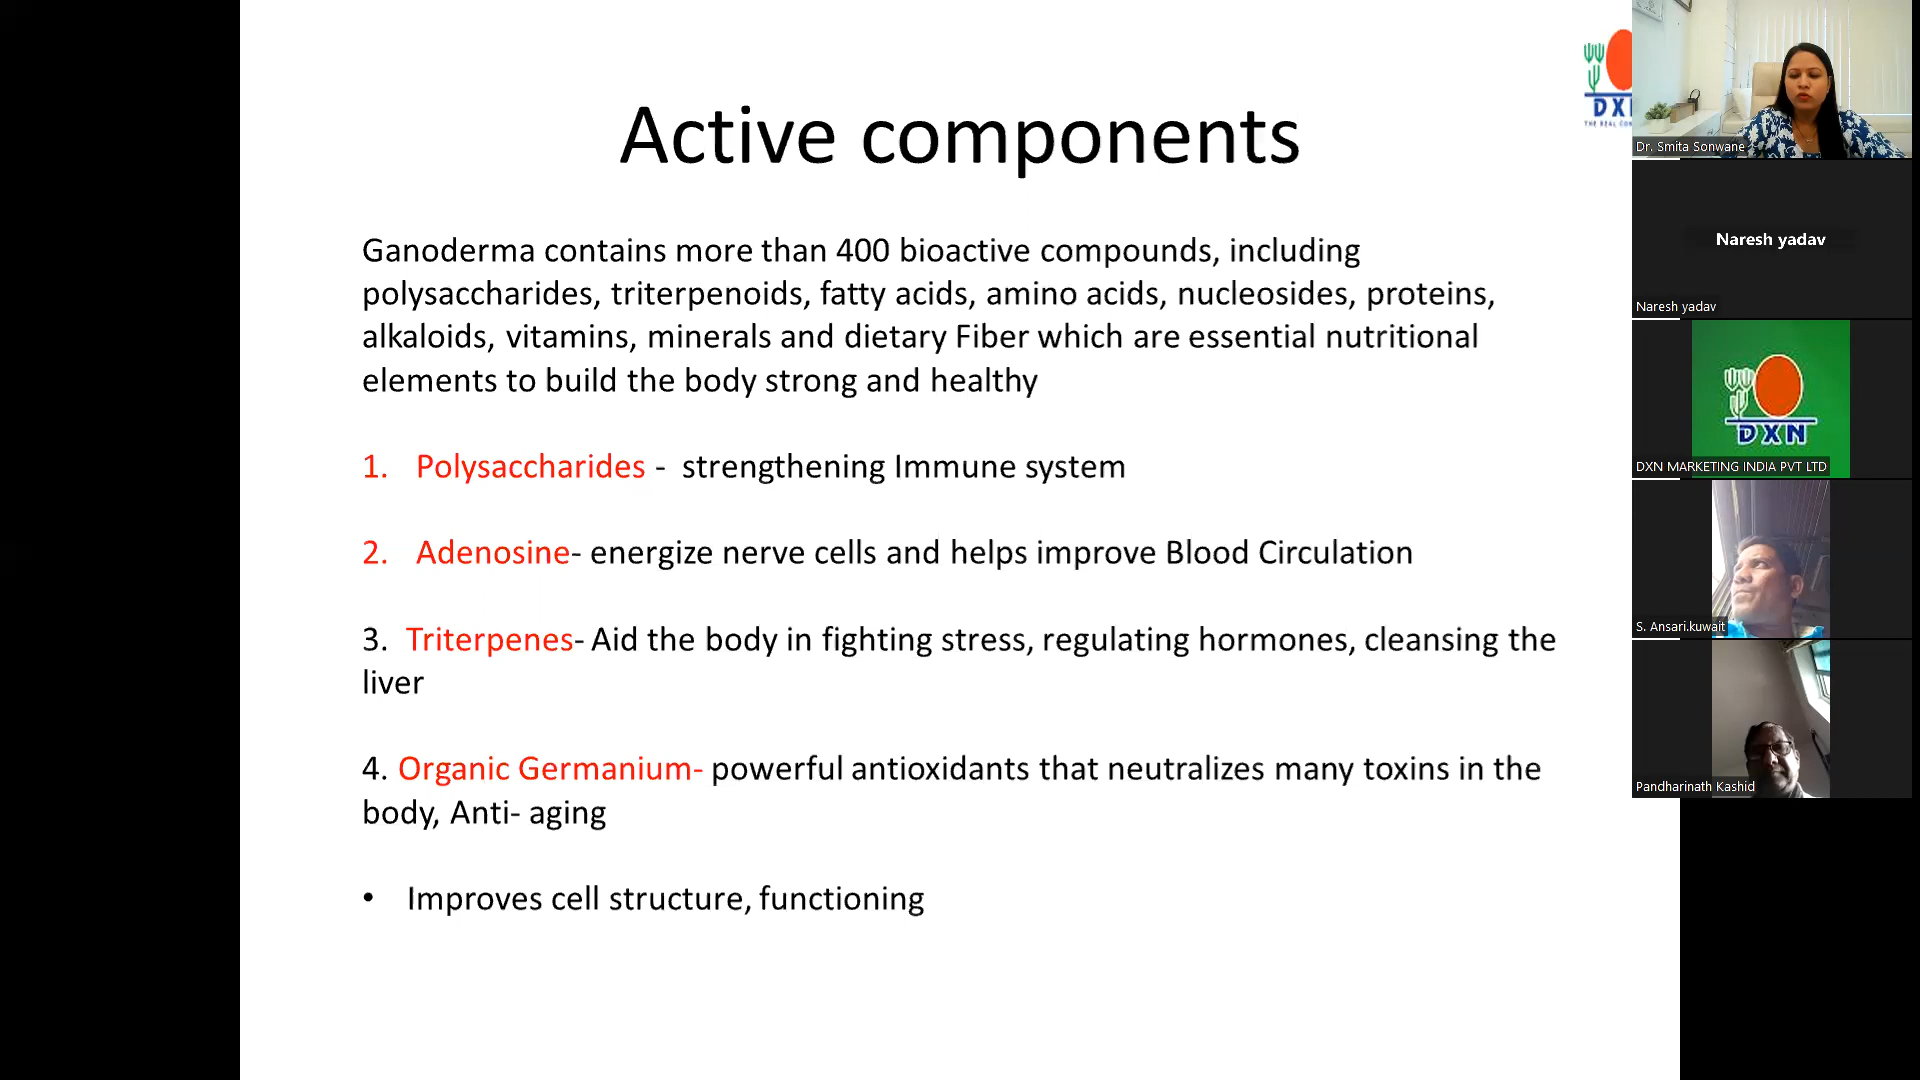 Active components
Ganoderma contains more than 400 bioactive compounds, including
polysaccharides, triterpenoids, fatty acids, amino acids, nucleosides, proteins,
alkaloids, vitamins, minerals and dietary Fiber which are essential nutritional
elements to build the body strong and healthy
1. Polysaccharides - strengthening Immune system
2. Adenosine- energize nerve cells and helps improve Blood Circulation
3. Triterpenes- Aid the body in fighting stress, regulating hormones, cleansing the
liver
4. Organic Germanium- powerful antioxidants that neutralizes many toxins in the
body, Anti- aging
• Improves cell structure, functioning
DX
THE REAL
Dr. Smita Sonwane
Naresh yadav
Naresh yadav
DXN
DXN MARKETING INDIA PVT LTD
S. Ansari.kuwait
Pandharinath Kashid